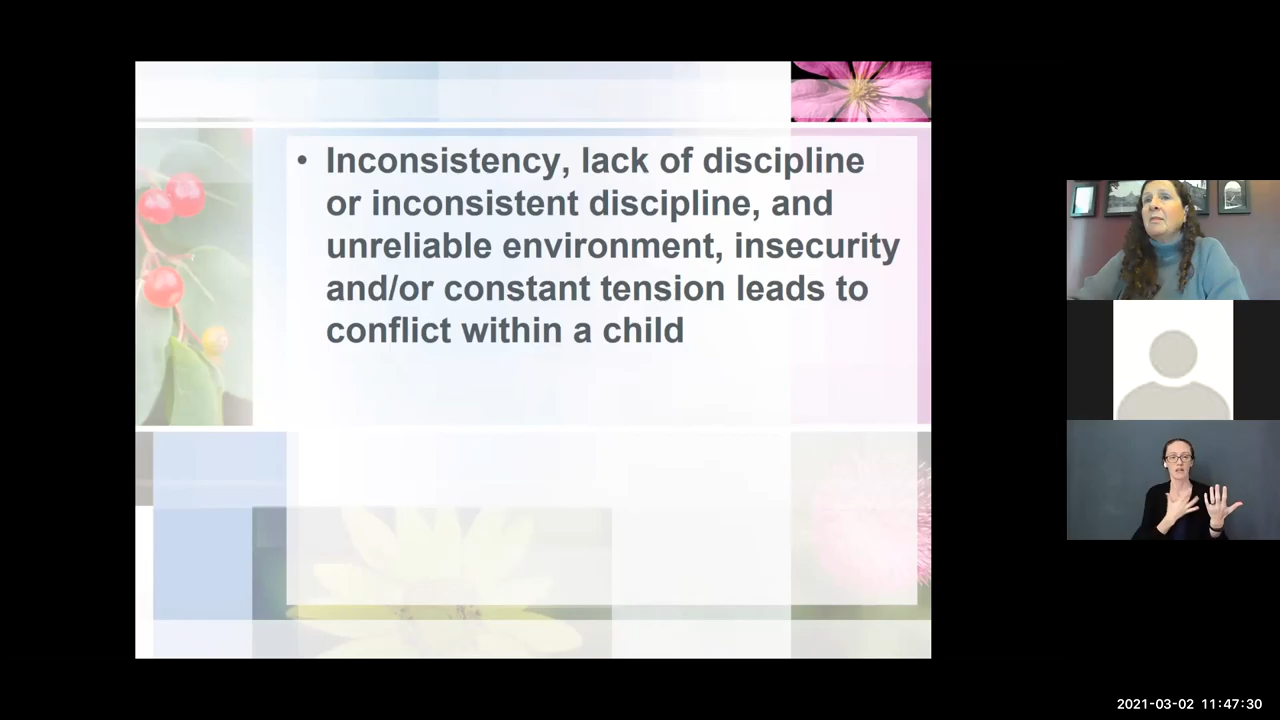 • Inconsistency, lack of discipline
or inconsistent discipline, and
unreliable environment, insecurity
and/or constant tension leads to
conflict within a child
2021-03-02 11:47:30